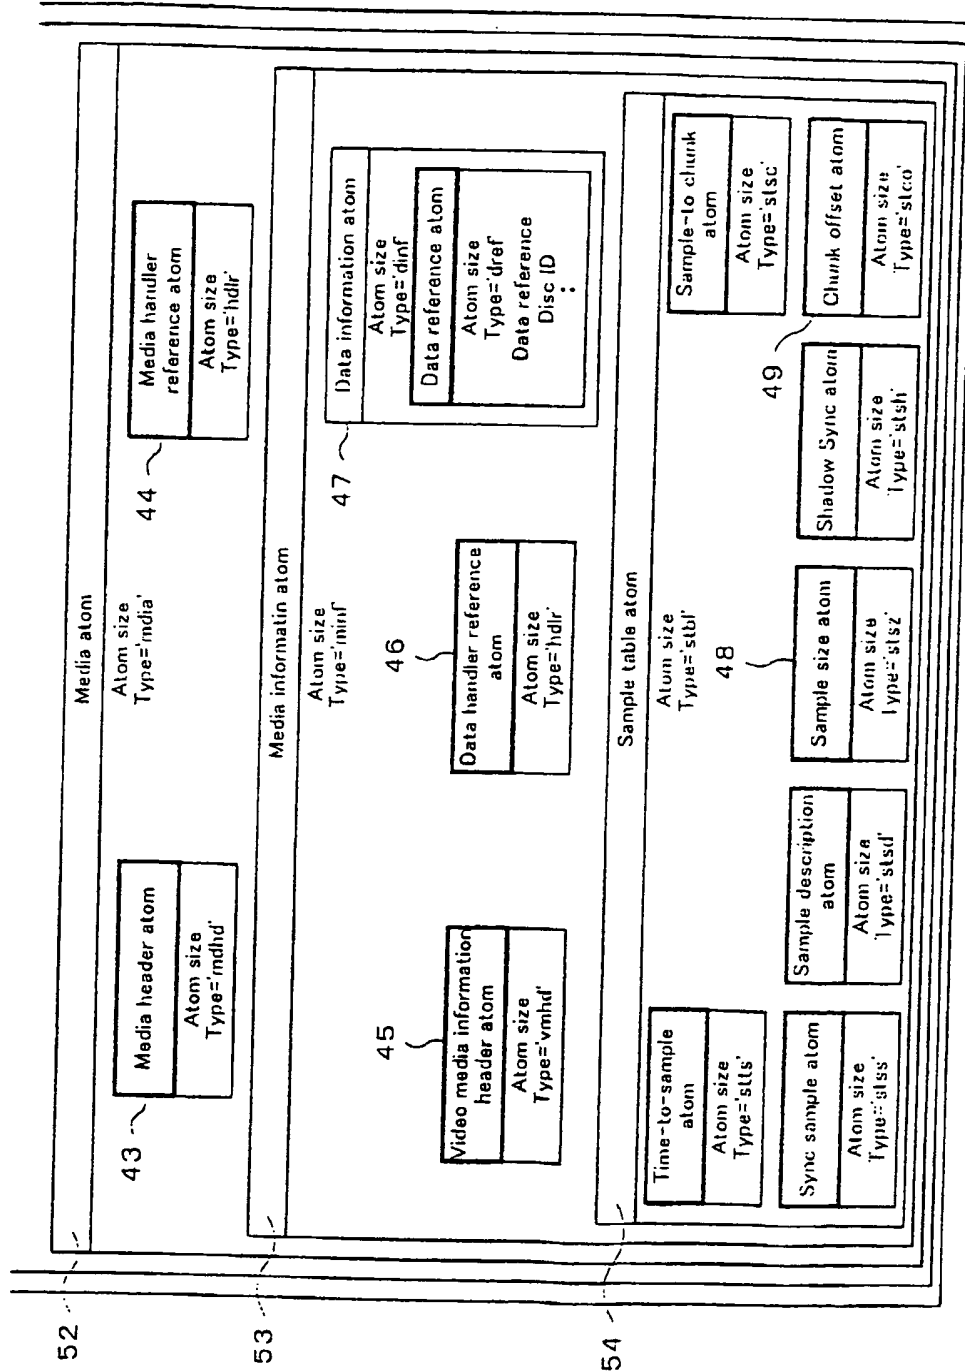 52
Media atom
Atom size
Type='mdia'
43
Media header atom
Atom size
Type='mdhd'
44
Media handler
reference atom
Atom size
Type='hdlr'
53
Media informatin atom
Atom size
Type='minf'
45
Video media information
header atom
Atom size
Type='vmhd'
46
Data handler reference
atom
Atom size
Type='hdlr'
47
Data information atom
Atom size
Type='dinf'
Data reference atom
Atom size
Type='dref'
Data reference
Disc ID
:
54
Sample table atom
Atom size
Type='stbl'
Time-to-sample
atom
Atom size
Type='stts'
Sample-to chunk
atom
Atom size
Type='stsc'
Sync sample atom
Atom size
Type='stss'
Sample description
atom
Atom size
Type='stsd'
48
Sample size atom
Atom size
Type='stsz'
Shadow Sync atom
Atom size
Type='stsh'
49
Chunk offset atom
Atom size
Type='stco'